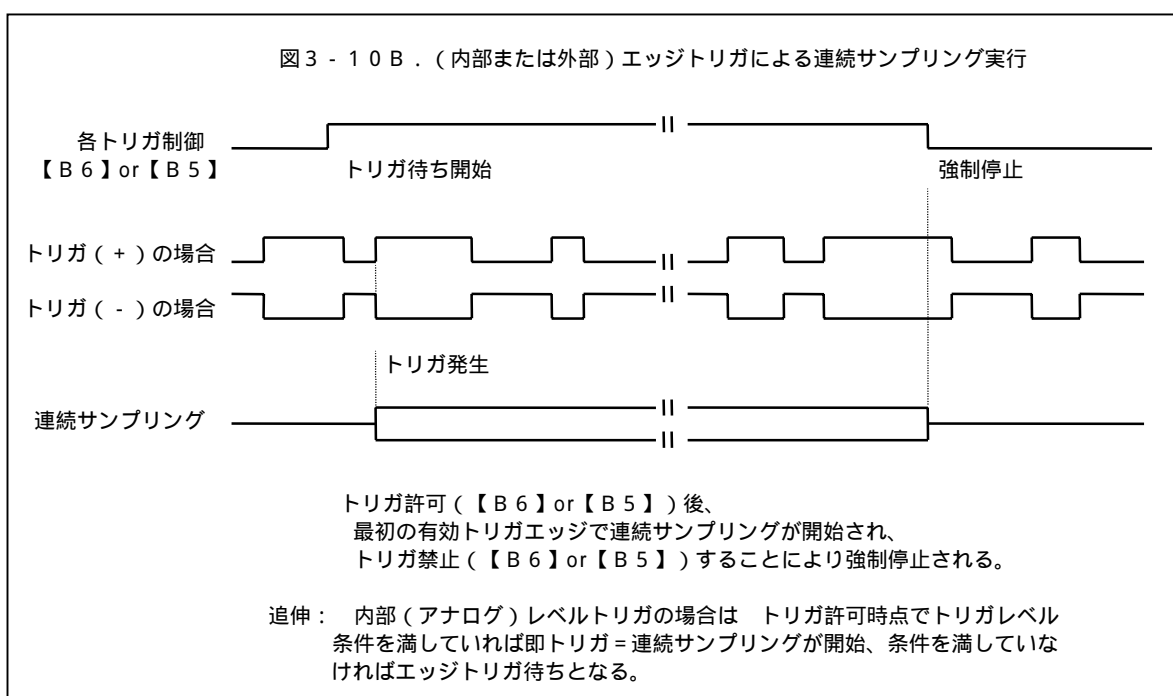 図３－１０Ｂ．（内部または外部）エッジトリガによる連続サンプリング実行
各トリガ制御
【Ｂ６】or【Ｂ５】
トリガ待ち開始
強制停止
トリガ（＋）の場合
トリガ（－）の場合
トリガ発生
連続サンプリング
トリガ許可（【Ｂ６】or【Ｂ５】）後、
最初の有効トリガエッジで連続サンプリングが開始され、
トリガ禁止（【Ｂ６】or【Ｂ５】）することにより強制停止される。
追伸：　内部（アナログ）レベルトリガの場合は　トリガ許可時点でトリガレベル
条件を満していれば即トリガ＝連続サンプリングが開始、条件を満していな
ければエッジトリガ待ちとなる。